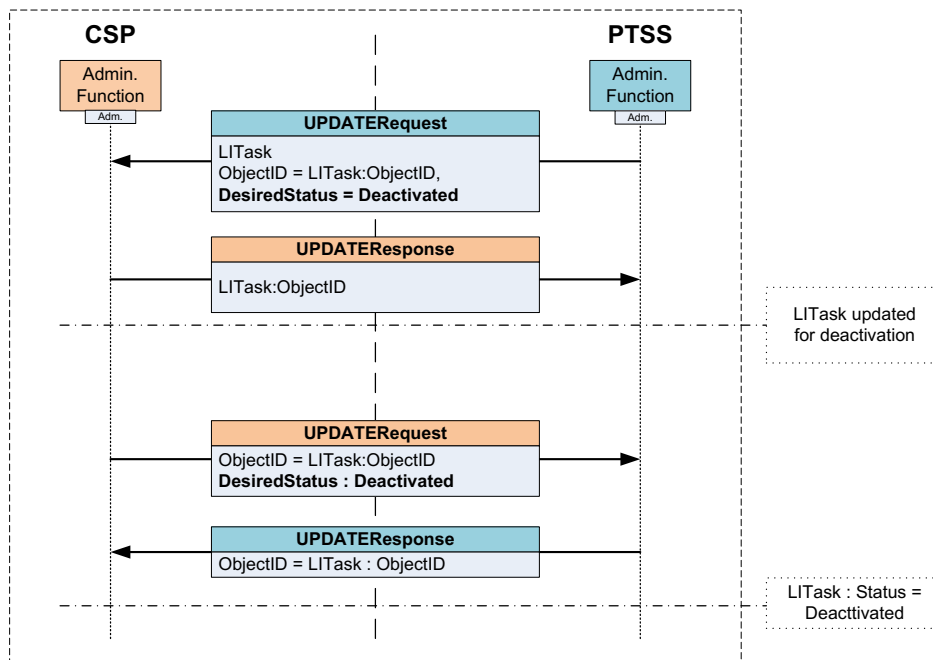 CSP
PTSS
Admin.
Function
Adm.
Admin.
Function
Adm.
UPDATERequest
LITask
ObjectID = LITask:ObjectID,
DesiredStatus = Deactivated
UPDATEResponse
LITask:ObjectID
LITask updated
for deactivation
UPDATERequest
ObjectID = LITask:ObjectID
DesiredStatus : Deactivated
UPDATEResponse
ObjectID = LITask : ObjectID
LITask : Status =
Deacttivated